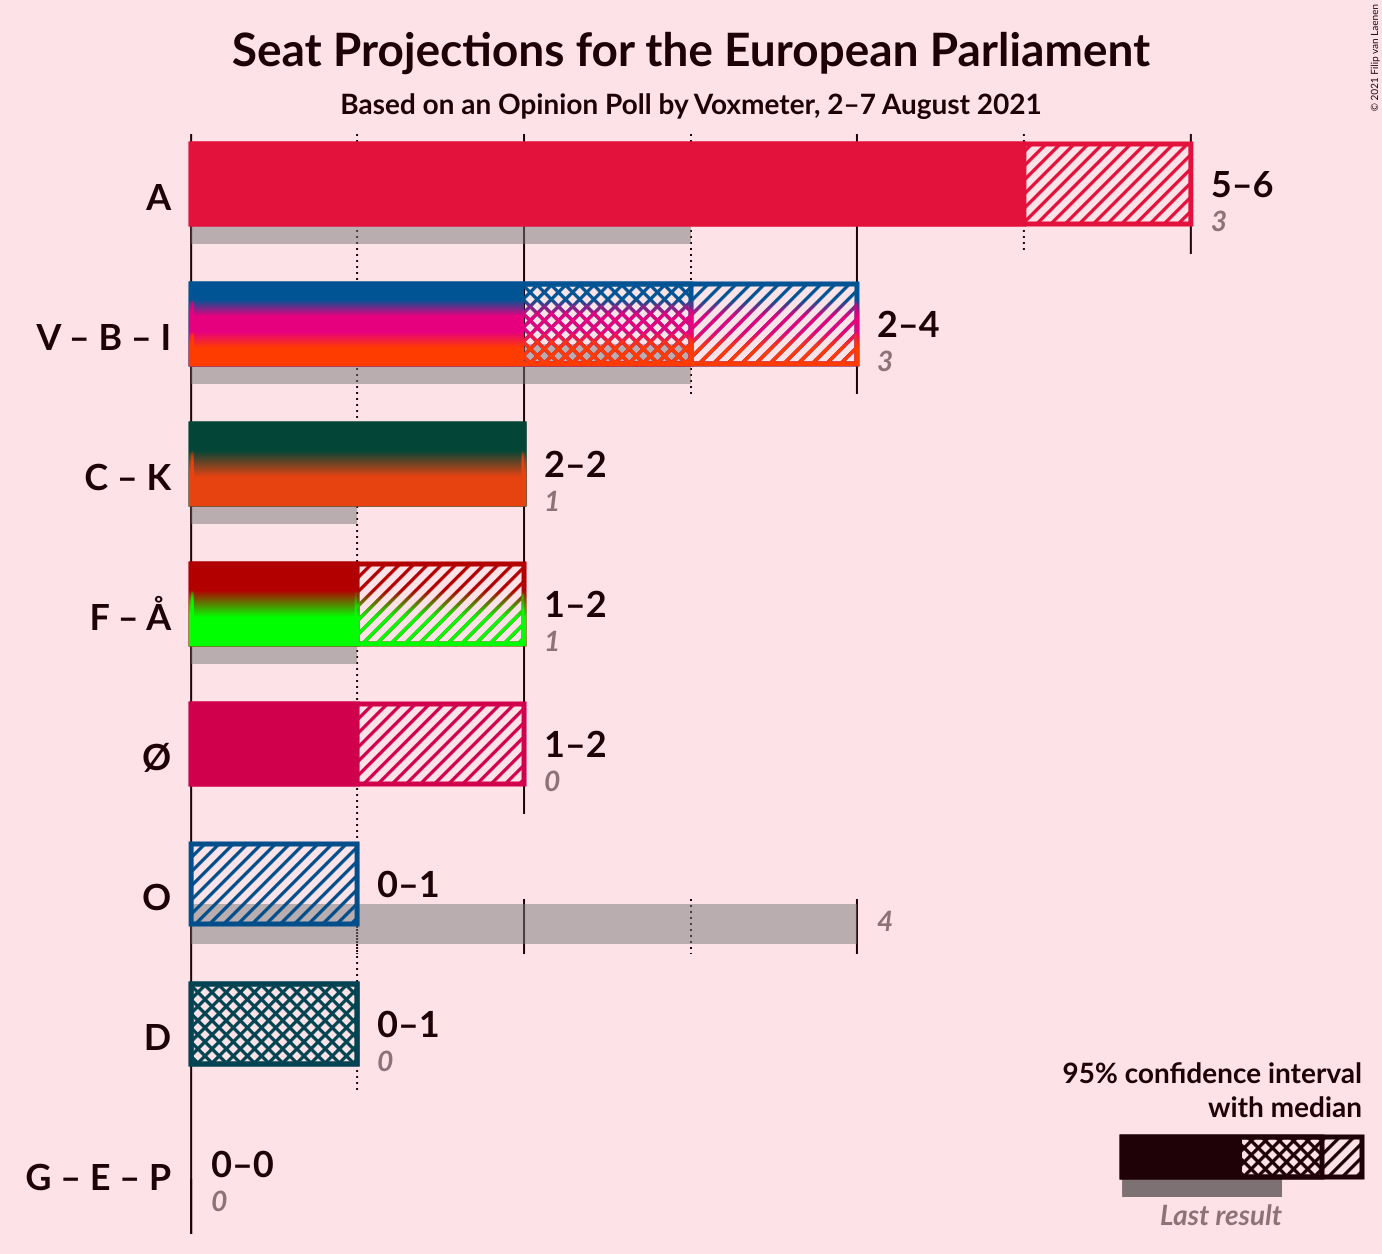 Seat Projections for the European Parliament
Based on an Opinion Poll by Voxmeter, 2–7 August 2021
© 2021 Filip van Laenen
A
5–6
3
V – B – I
2–4
3
C – K
2–2
1
F – Å
1–2
1
Ø
1–2
0
O
0–1
4
D
0–1
0
G – E – P
0–0
0
95% confidence interval
with median
Last result